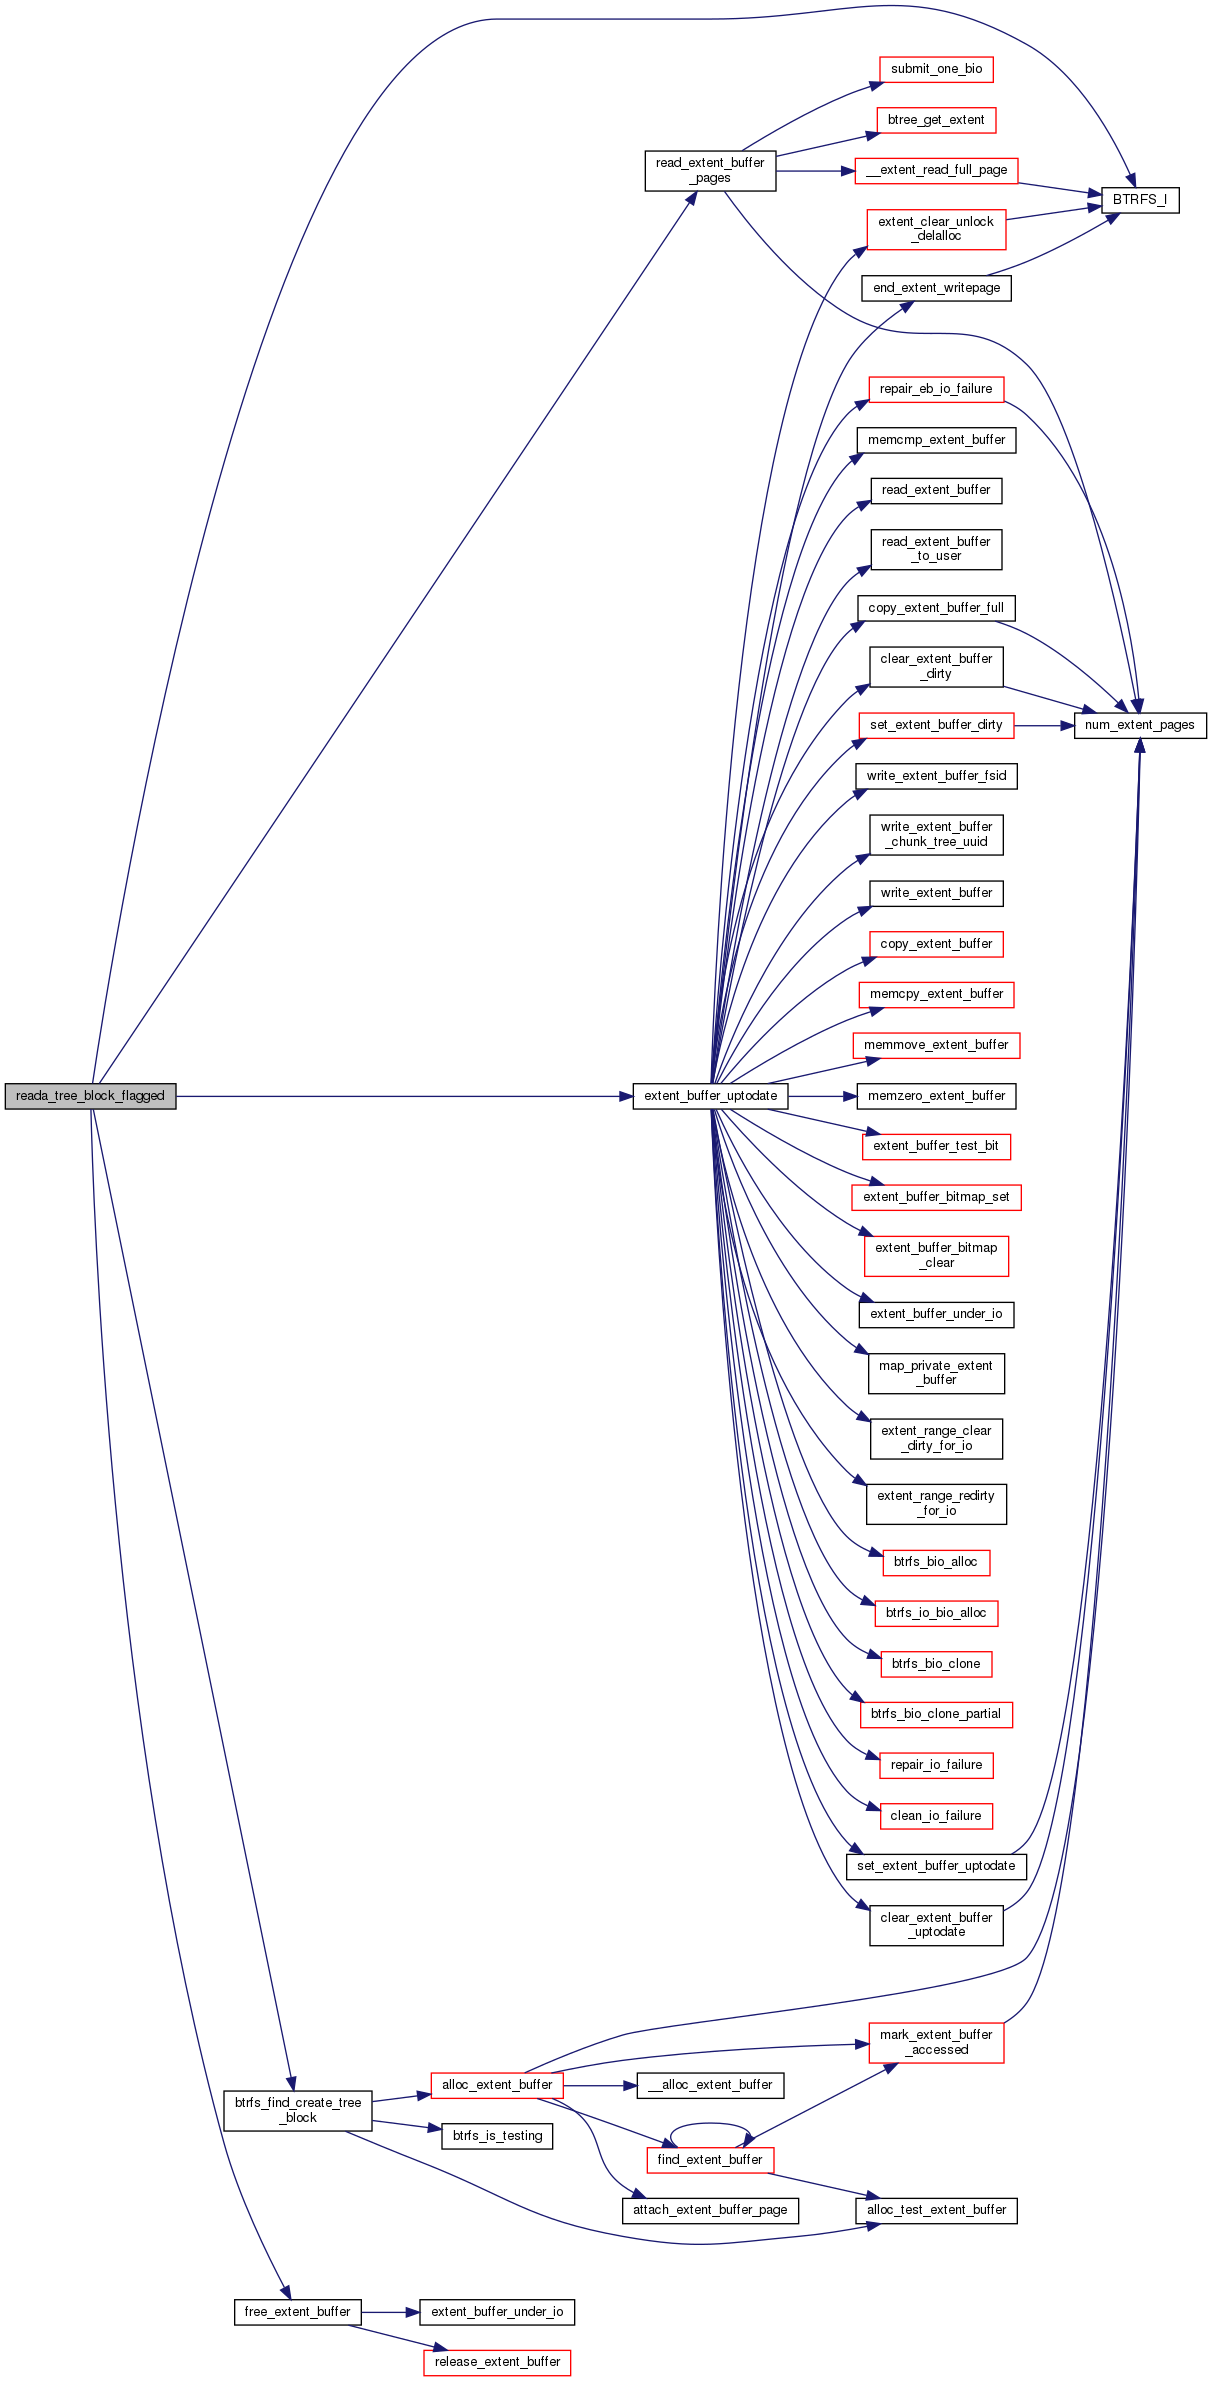 submit_one_bio
btree_get_extent
read_extent_buffer
_pages
__extent_read_full_page
BTRFS_I
extent_clear_unlock
_delalloc
end_extent_writepage
repair_eb_io_failure
memcmp_extent_buffer
read_extent_buffer
read_extent_buffer
_to_user
copy_extent_buffer_full
clear_extent_buffer
_dirty
set_extent_buffer_dirty
num_extent_pages
write_extent_buffer_fsid
write_extent_buffer
_chunk_tree_uuid
write_extent_buffer
copy_extent_buffer
memcpy_extent_buffer
memmove_extent_buffer
reada_tree_block_flagged
extent_buffer_uptodate
memzero_extent_buffer
extent_buffer_test_bit
extent_buffer_bitmap_set
extent_buffer_bitmap
_clear
extent_buffer_under_io
map_private_extent
_buffer
extent_range_clear
_dirty_for_io
extent_range_redirty
_for_io
btrfs_bio_alloc
btrfs_io_bio_alloc
btrfs_bio_clone
btrfs_bio_clone_partial
repair_io_failure
clean_io_failure
set_extent_buffer_uptodate
clear_extent_buffer
_uptodate
mark_extent_buffer
_accessed
alloc_extent_buffer
__alloc_extent_buffer
btrfs_find_create_tree
_block
btrfs_is_testing
find_extent_buffer
attach_extent_buffer_page
alloc_test_extent_buffer
free_extent_buffer
extent_buffer_under_io
release_extent_buffer